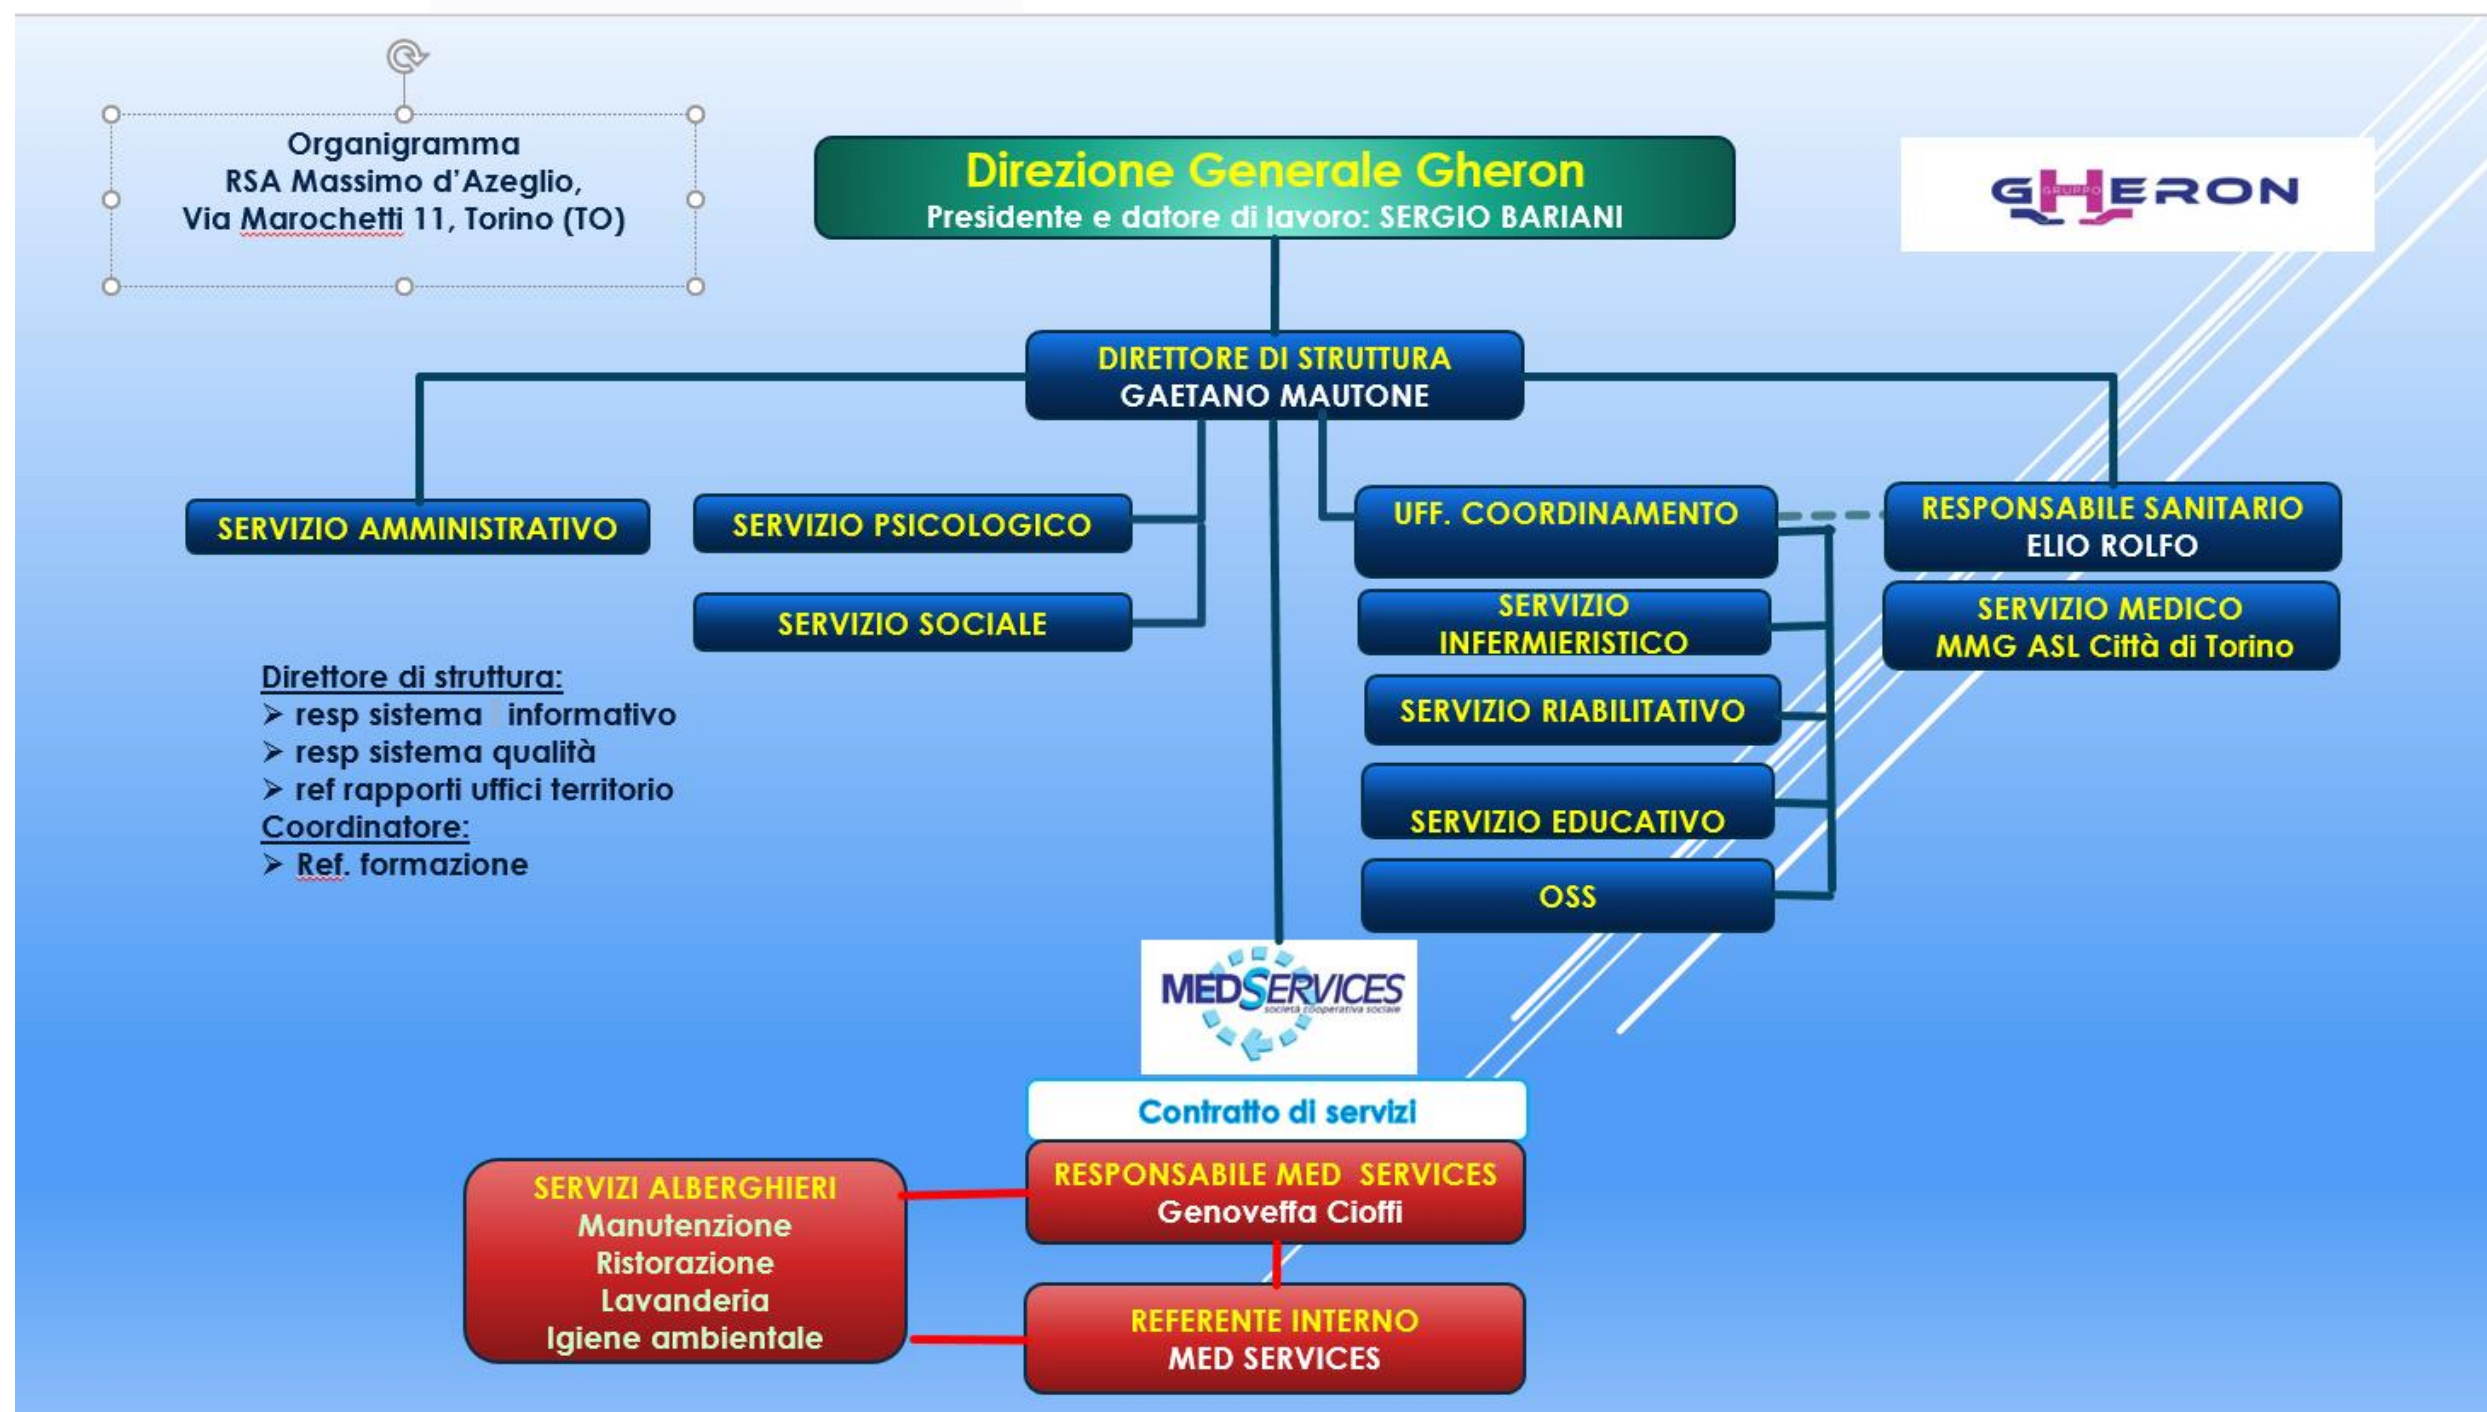 Organigramma
RSA Massimo d'Azeglio,
Via Marochetti 11, Torino (TO)
Direzione Generale Gheron
Presidente e datore di lavoro: SERGIO BARIANI
GRUPPO
GHERON
DIRETTORE DI STRUTTURA
GAETANO MAUTONE
SERVIZIO AMMINISTRATIVO
SERVIZIO PSICOLOGICO
SERVIZIO SOCIALE
UFF. COORDINAMENTO
SERVIZIO
INFERMIERISTICO
SERVIZIO RIABILITATIVO
SERVIZIO EDUCATIVO
OSS
RESPONSABILE SANITARIO
ELIO ROLFO
SERVIZIO MEDICO
MMG ASL Città di Torino
Direttore di struttura:
➢ resp sistema informativo
➢ resp sistema qualità
➢ ref rapporti uffici territorio
Coordinatore:
➢ Ref. formazione
MEDSERVICES
società cooperativa sociale
Contratto di servizi
RESPONSABILE MED SERVICES
Genoveffa Cioffi
SERVIZI ALBERGHIERI
Manutenzione
Ristorazione
Lavanderia
Igiene ambientale
REFERENTE INTERNO
MED SERVICES